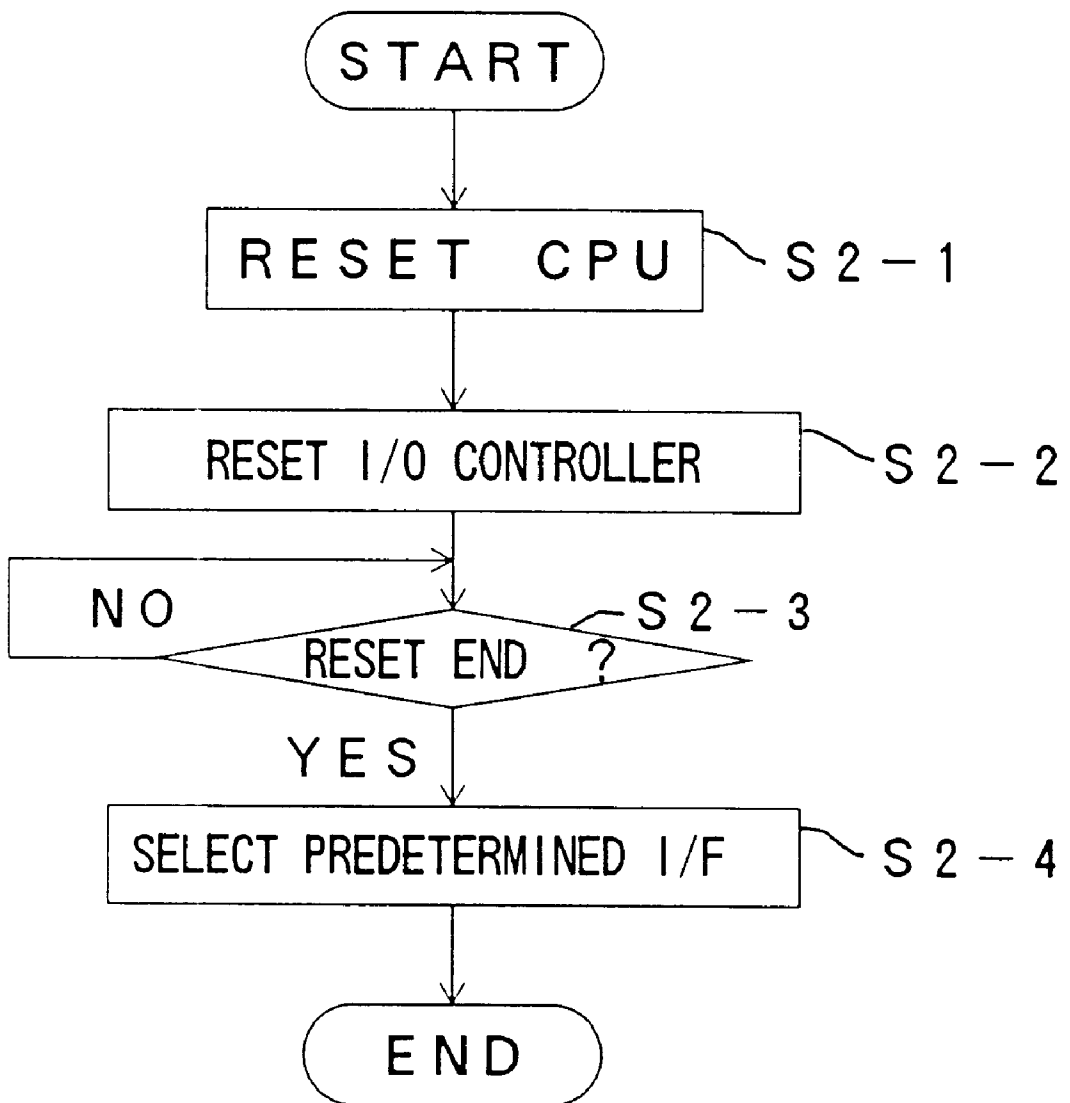 START
RESET CPU
S2-1
RESET I/O CONTROLLER
S2-2
NO
S2-3
RESET END ?
YES
SELECT PREDETERMINED I/F
S2-4
END